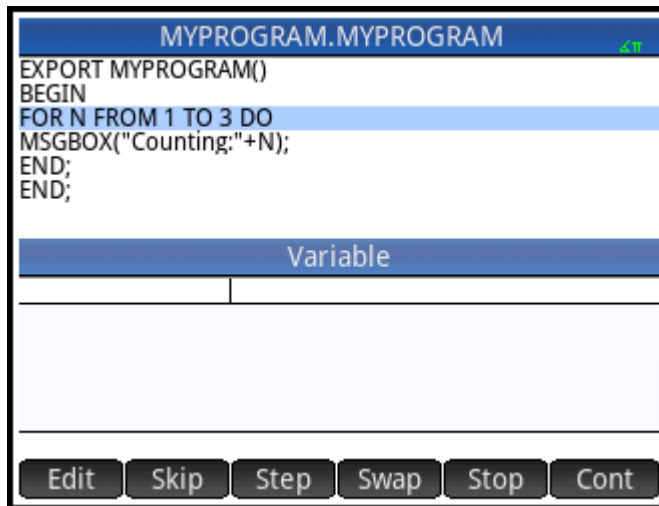 MYPROGRAM.MYPROGRAM
∡π
EXPORT MYPROGRAM()
BEGIN
FOR N FROM 1 TO 3 DO
MSGBOX("Counting:"+N);
END;
END;
Variable
Edit Skip Step Swap Stop Cont